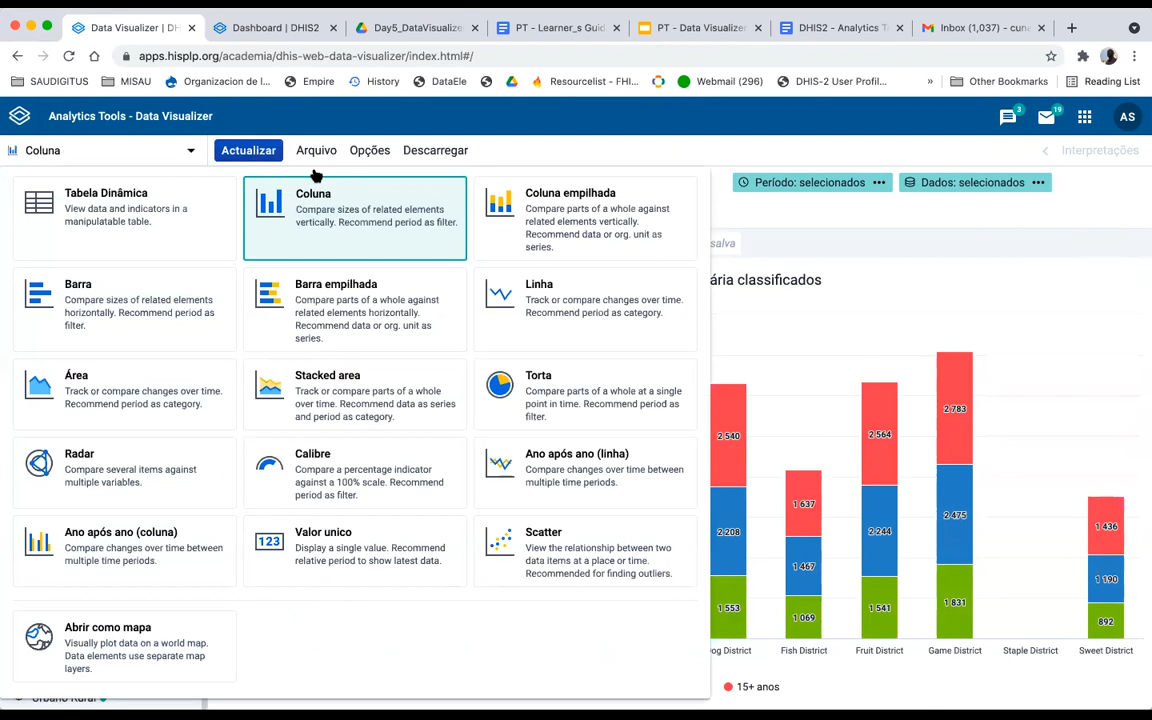 Data Visualizer | DH
Dashboard | DHIS2
Day5_DataVisualize
PT - Learner_s Guid
PT - Data Visualizer
DHIS2 - Analytics T
Inbox (1,037) - cune
apps.hisplp.org/academia/dhis-web-data-visualizer/index.html#/
SAUDIGITUS
MISAU
Organizacion de l...
Empire
History
DataEle
Resourcelist - FHI...
Webmail (296)
DHIS-2 User Profil...
»
Other Bookmarks
Reading List
Analytics Tools - Data Visualizer
3
19
AS
Coluna
Actualizar
Arquivo
Opções
Descarregar
Interpretações
Tabela Dinâmica
View data and indicators in a
manipulatable table.
Coluna
Compare sizes of related elements
vertically. Recommend period as filter.
Coluna empilhada
Compare parts of a whole against
related elements vertically.
Recommend data or org. unit as
series.
Período: selecionados •••
Dados: selecionados •••
salva
Barra
Compare sizes of related elements
horizontally. Recommend period as
filter.
Barra empilhada
Compare parts of a whole against
related elements horizontally.
Recommend data or org. unit as
series.
Linha
Track or compare changes over time.
Recommend period as category.
ária classificados
Área
Track or compare changes over time.
Recommend period as category.
Stacked area
Track or compare parts of a whole
over time. Recommend data as series
and period as category.
Torta
Compare parts of a whole at a single
point in time. Recommend period as
filter.
Radar
Compare several items against
multiple variables.
Calibre
Compare a percentage indicator
against a 100% scale. Recommend
period as filter.
Ano após ano (linha)
Compare changes over time between
multiple time periods.
Ano após ano (coluna)
Compare changes over time between
multiple time periods.
123
Valor unico
Display a single value. Recommend
relative period to show latest data.
Scatter
View the relationship between two
data items at a place or time.
Recommended for finding outliers.
Abrir como mapa
Visually plot data on a world map.
Data elements use separate map
layers.
Urbano Rural
2 540
2 208
1 553
1 637
1 467
1 069
2 564
2 244
1 541
2 783
2 475
1 831
1 436
1 190
892
Dog District
Fish District
Fruit District
Game District
Staple District
Sweet District
15+ anos